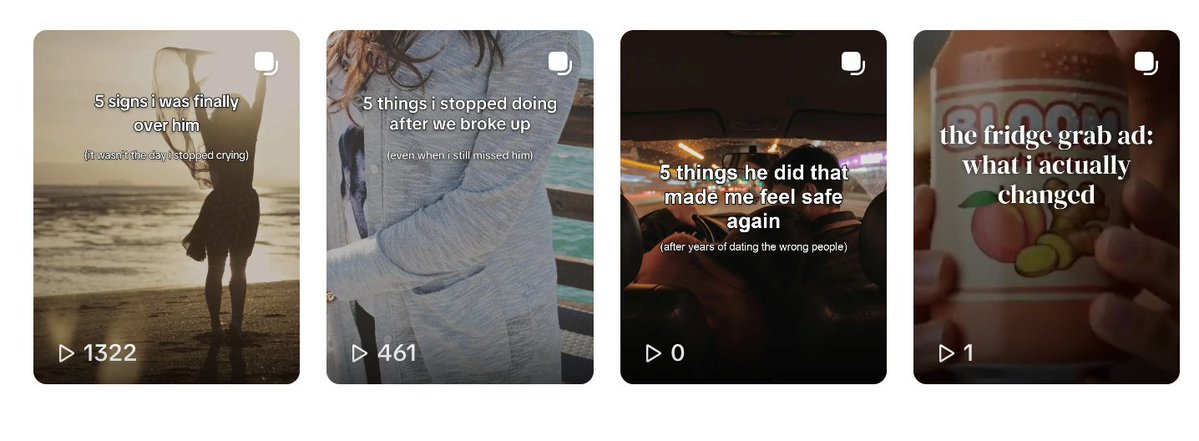 5 signs i was finally
over him
(it wasn't the day i stopped crying)
1322
5 things i stopped doing
after we broke up
(even when i still missed him)
461
5 things he did that
made me feel safe
again
(after years of dating the wrong people)
0
BLOOM
the fridge grab ad:
what i actually
changed
1